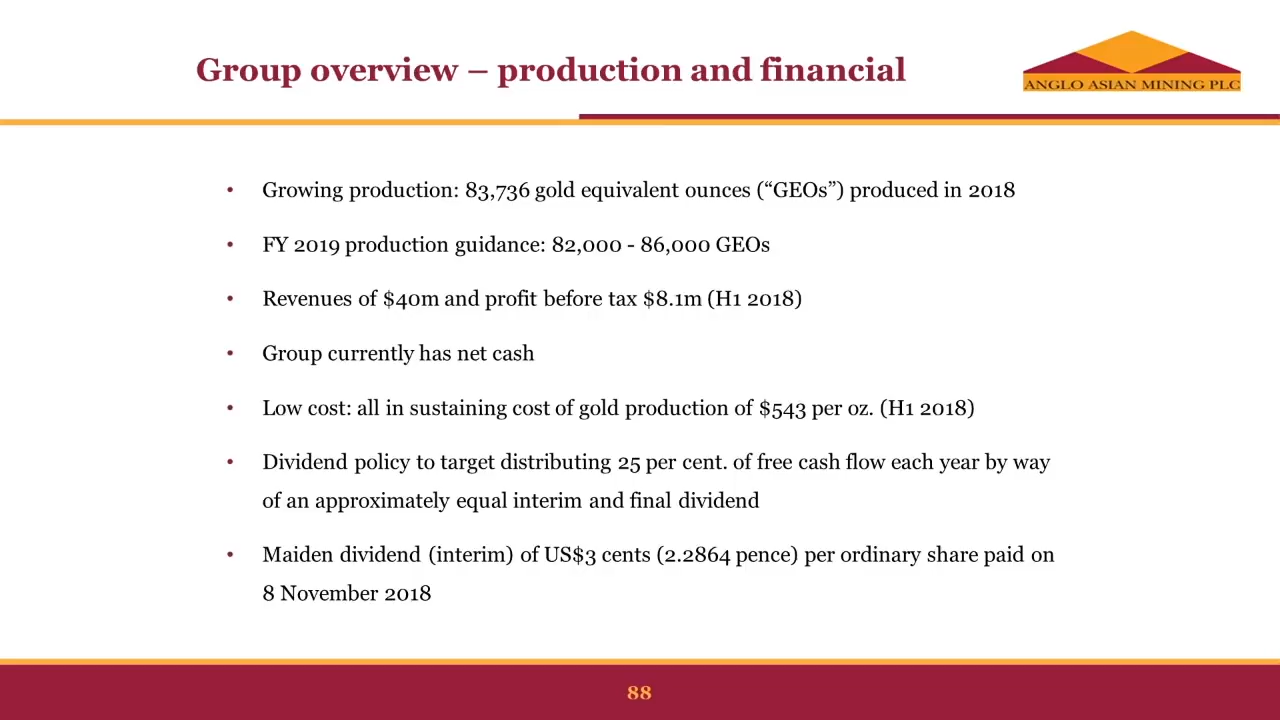 Group overview – production and financial
ANGLO ASIAN MINING PLC
• Growing production: 83,736 gold equivalent ounces (“GEOs”) produced in 2018
• FY 2019 production guidance: 82,000 - 86,000 GEOs
• Revenues of $40m and profit before tax $8.1m (H1 2018)
• Group currently has net cash
• Low cost: all in sustaining cost of gold production of $543 per oz. (H1 2018)
• Dividend policy to target distributing 25 per cent. of free cash flow each year by way
of an approximately equal interim and final dividend
• Maiden dividend (interim) of US$3 cents (2.2864 pence) per ordinary share paid on
8 November 2018
88